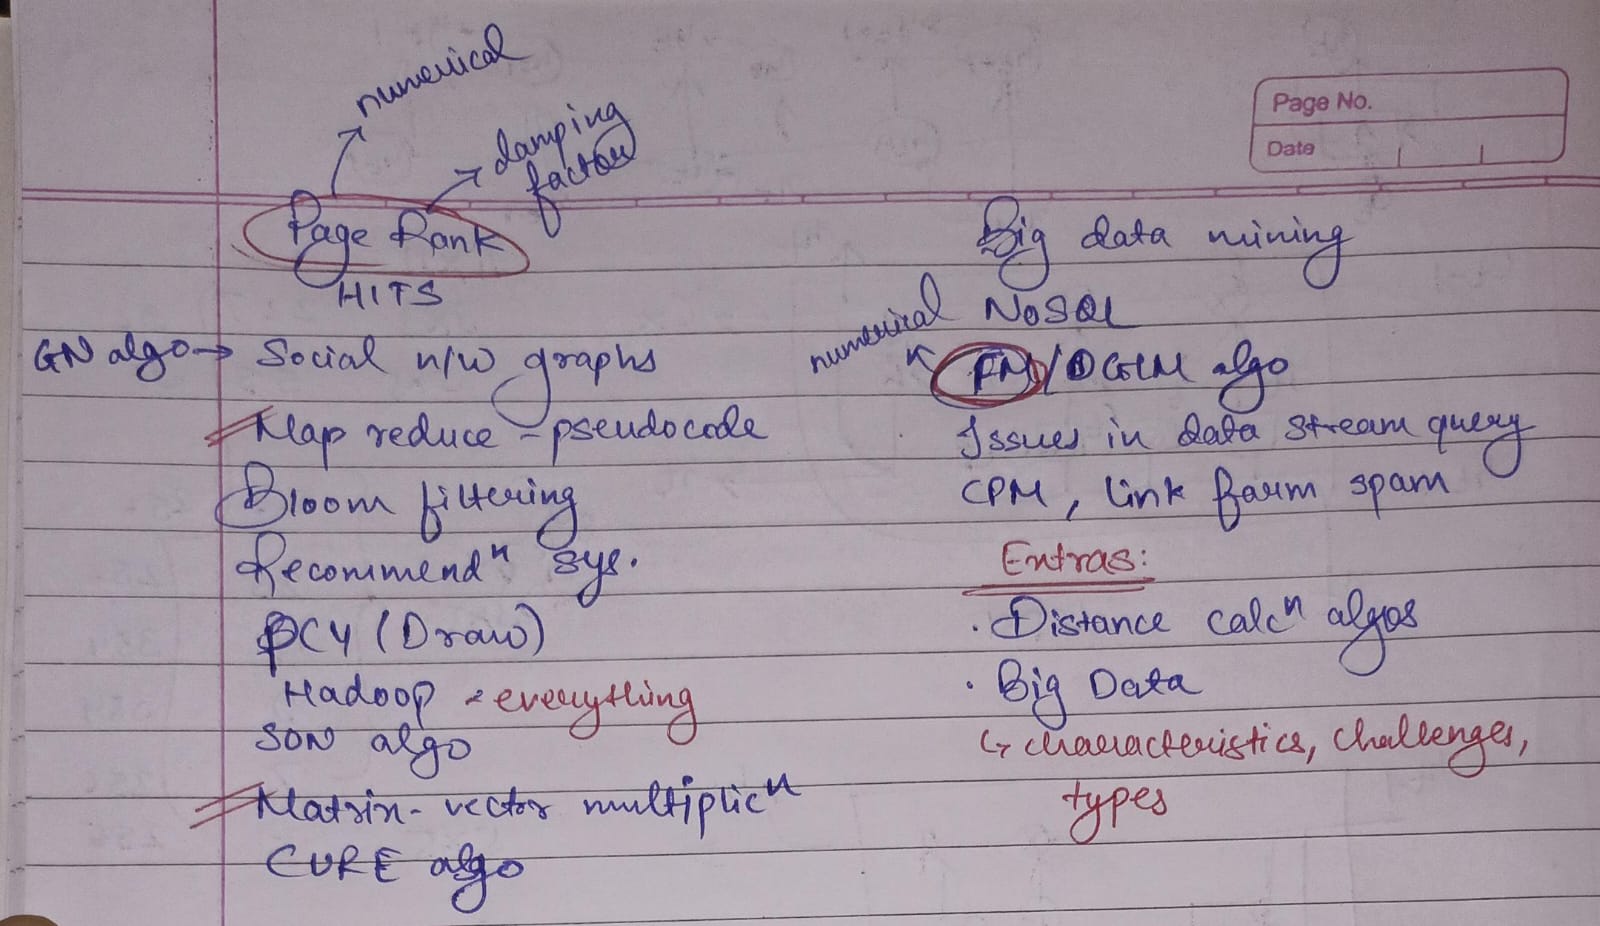 numerical
damping
factor
Page No.
Date
Page Rank
HITS
GN algo → Social n/w graphs
Map reduce - pseudocode
Bloom filtering
Recommendⁿ sys.
PCY (Draw)
Hadoop - everything
SON algo
Matrix-vector multiplicⁿ
CURE algo
Big data mining
NoSQL
numerical
FM/DGIM algo
Issues in data stream query
CPM, link farm spam
Extras:
. Distance calcⁿ algos
. Big Data
↳ characteristics, challenges,
types